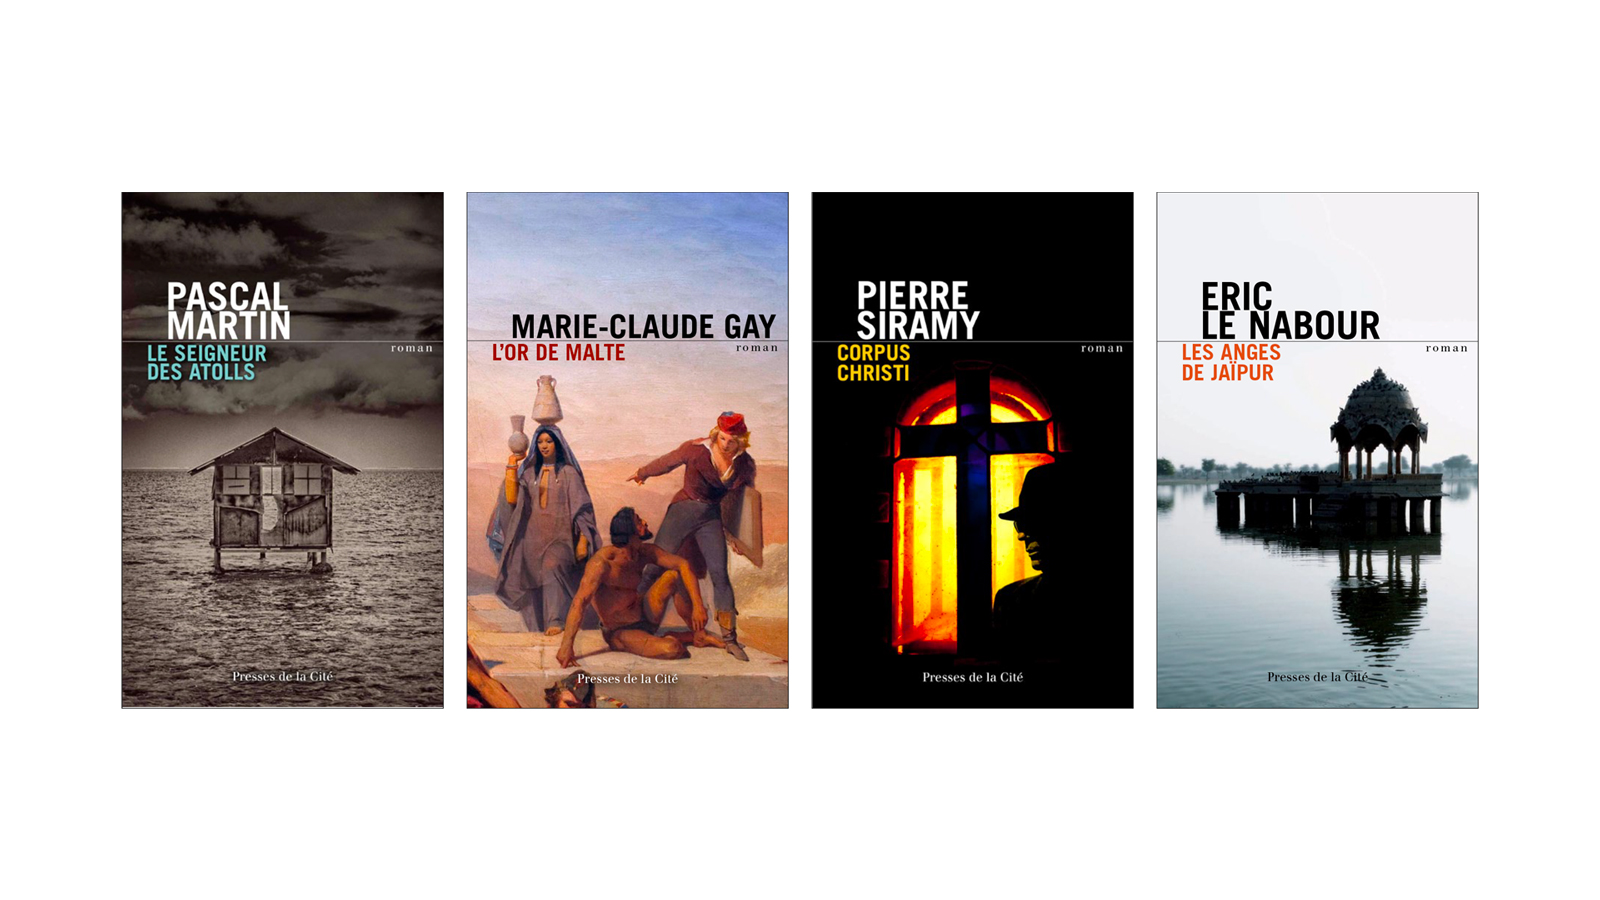 PASCAL
MARTIN
LE SEIGNEUR
DES ATOLLS
roman
Presses de la Cité
MARIE-CLAUDE GAY
L'OR DE MALTE
roman
Presses de la Cité
PIERRE
SIRAMY
CORPUS
CHRISTI
roman
Presses de la Cité
ERIC
LE NABOUR
LES ANGES
DE JAÏPUR
roman
Presses de la Cité